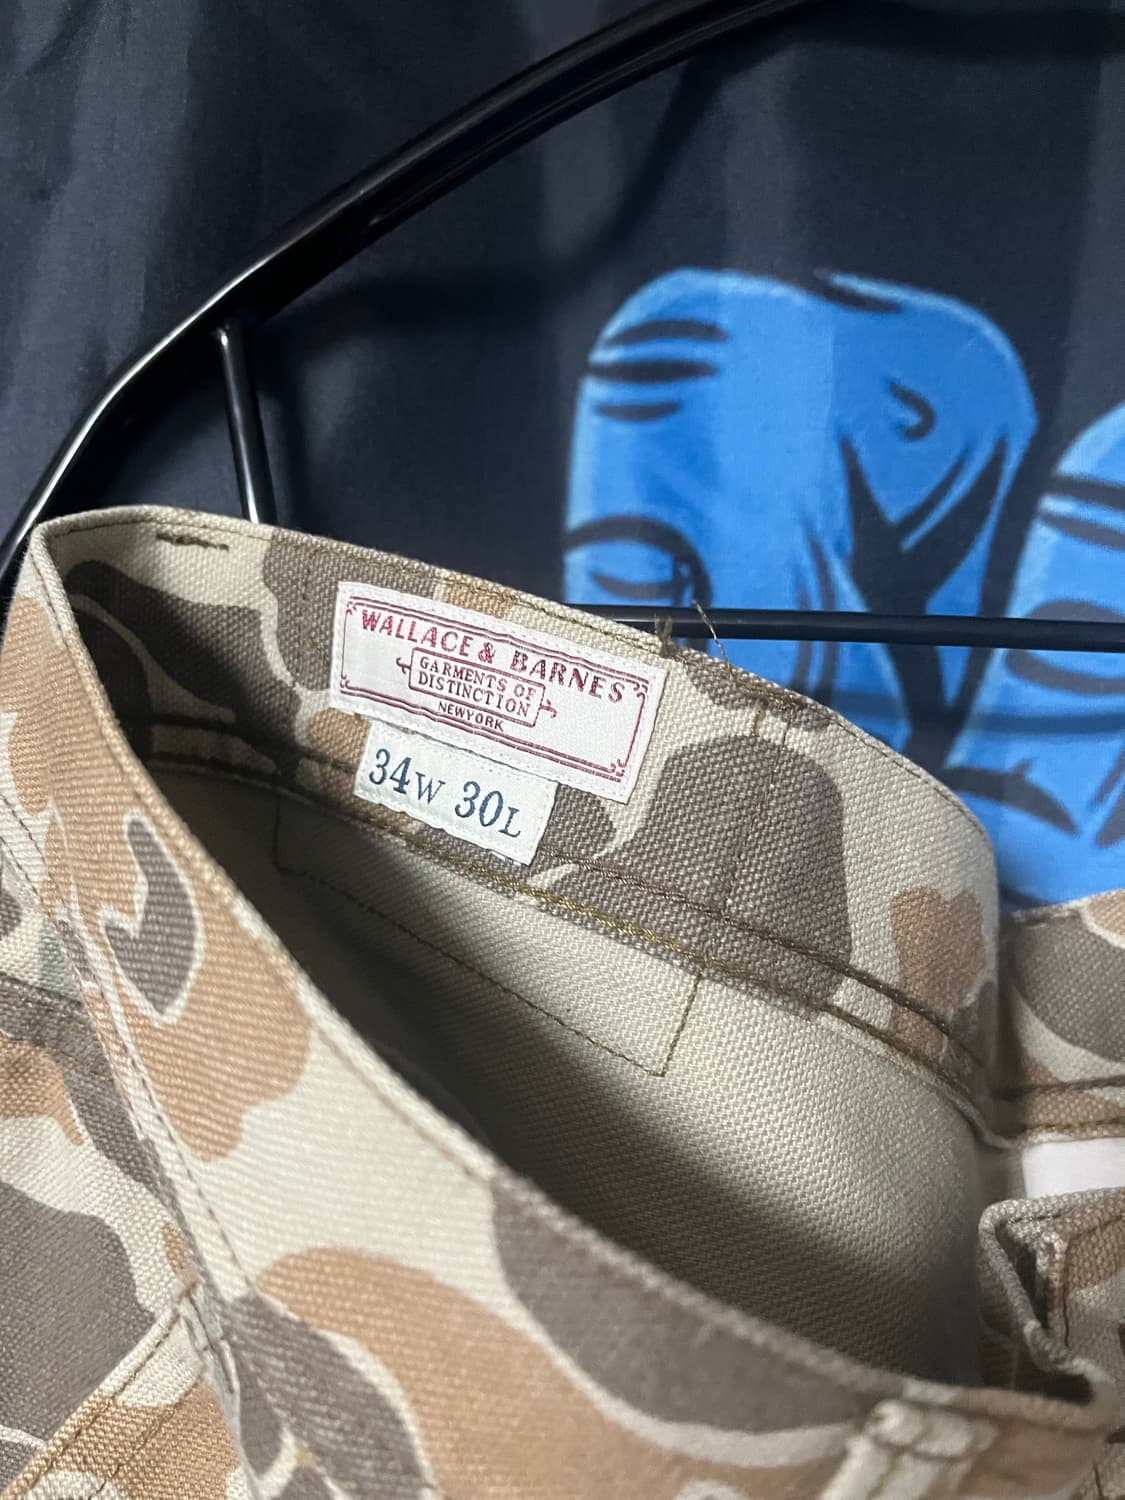 WALLACE & BARNES
GARMENTS OF
DISTINCTION
NEW YORK
34W 30L